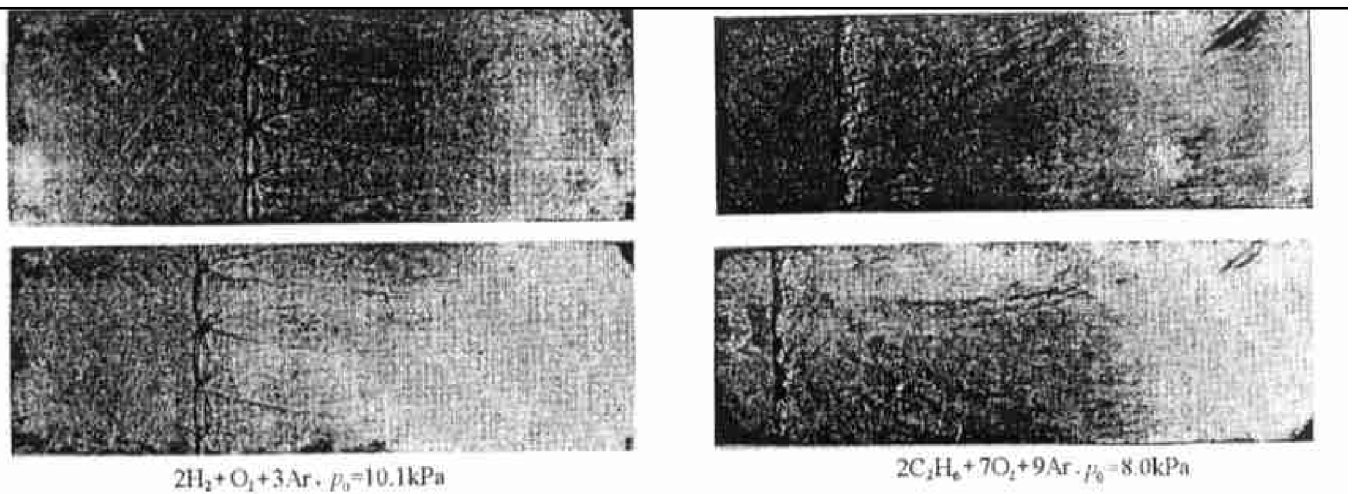 2H₂+O₂+3Ar, p₀=10.1kPa
2C₂H₆+7O₂+9Ar, p₀=8.0kPa